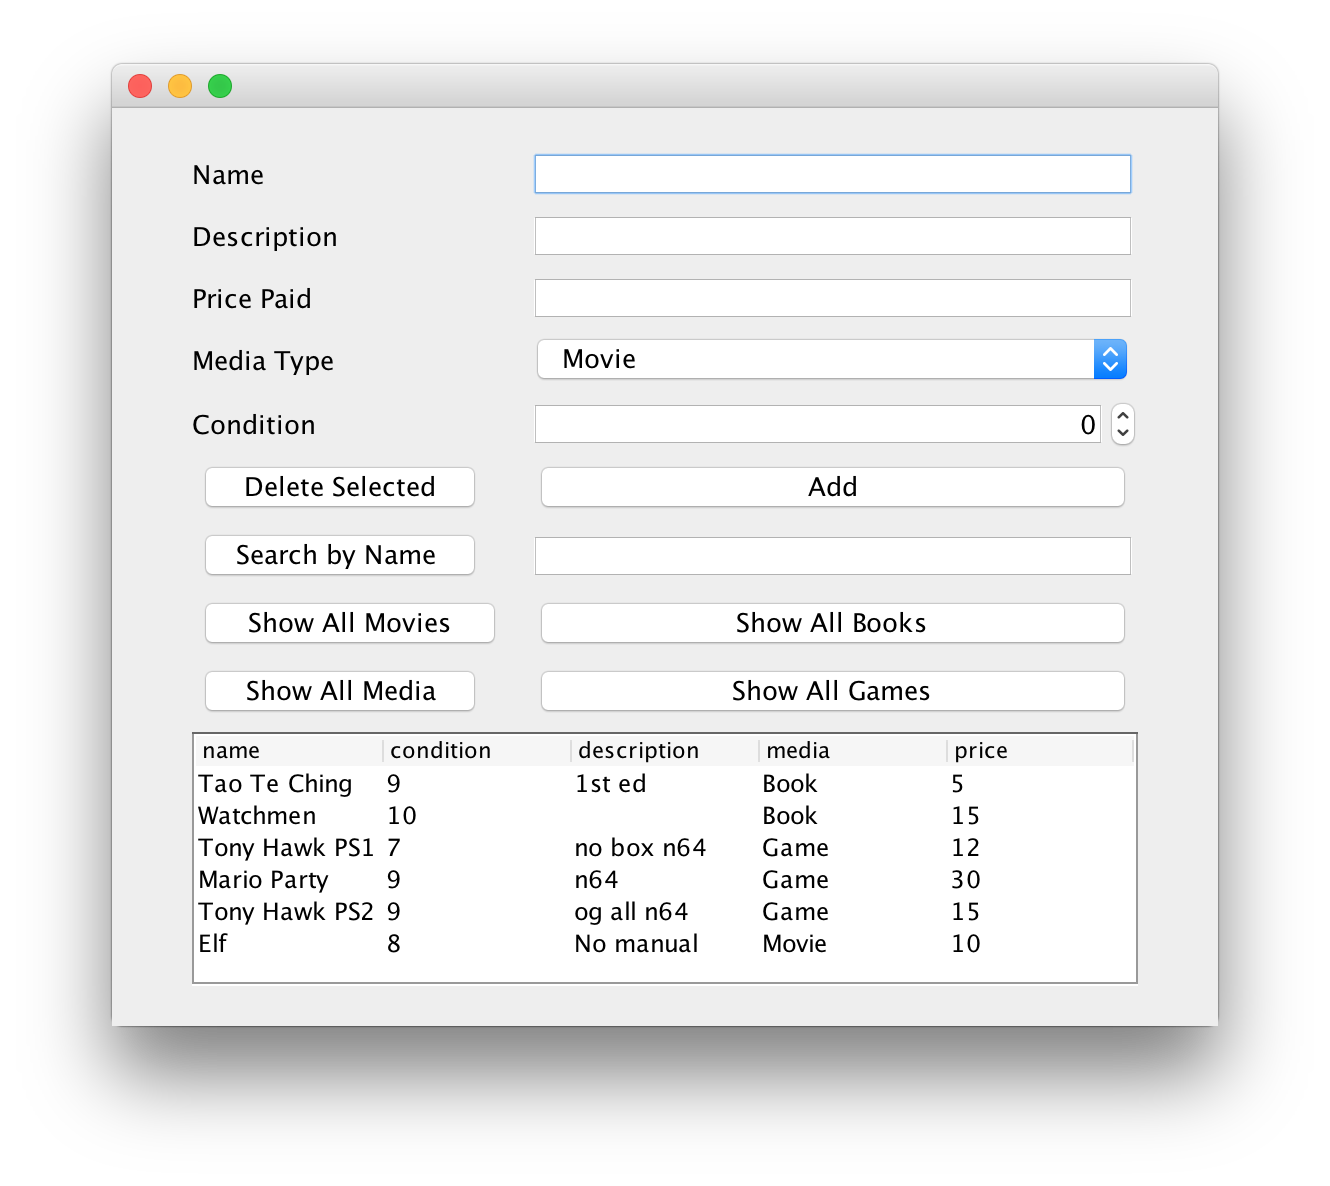 Name
Description
Price Paid
Media Type Movie
Condition 0
Delete Selected Add
Search by Name
Show All Movies Show All Books
Show All Media Show All Games
name condition description media price
Tao Te Ching 9 1st ed Book 5
Watchmen 10 Book 15
Tony Hawk PS1 7 no box n64 Game 12
Mario Party 9 n64 Game 30
Tony Hawk PS2 9 og all n64 Game 15
Elf 8 No manual Movie 10